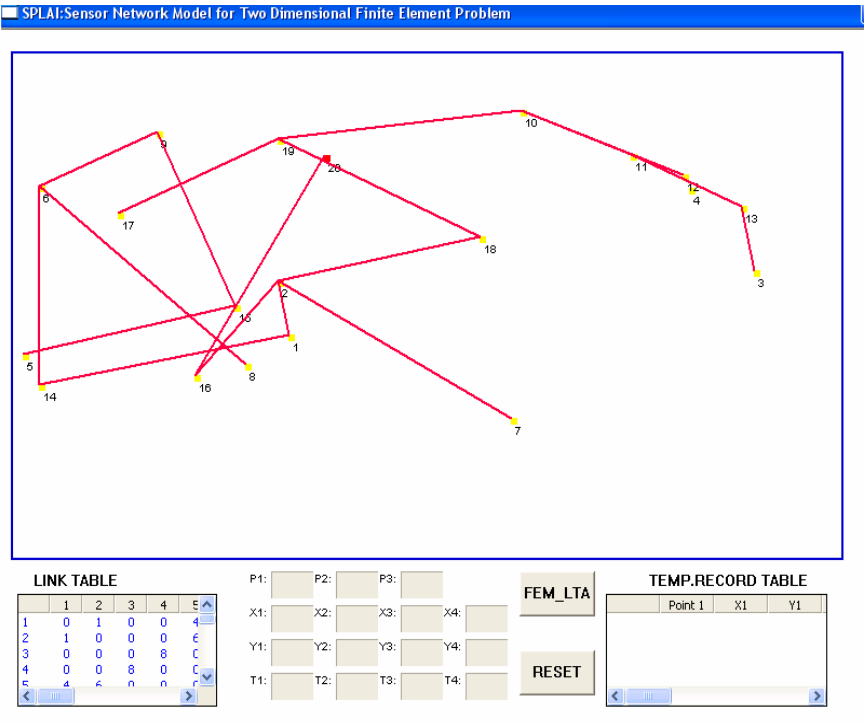 SPLAI:Sensor Network Model for Two Dimensional Finite Element Problem
10
9
19
20
11
12
6
4
13
17
18
3
2
15
1
5
8
14
16
7
LINK TABLE
P1: P2: P3:
FEM_LTA
TEMP.RECORD TABLE
1 2 3 4 5
Point 1 X1 Y1
X1: X2: X3: X4:
1 0 1 0 0 4
2 1 0 0 0 6
Y1: Y2: Y3: Y4:
3 0 0 0 8
4 0 0 8 0
RESET
T1: T2: T3: T4:
5 4 6 0 0